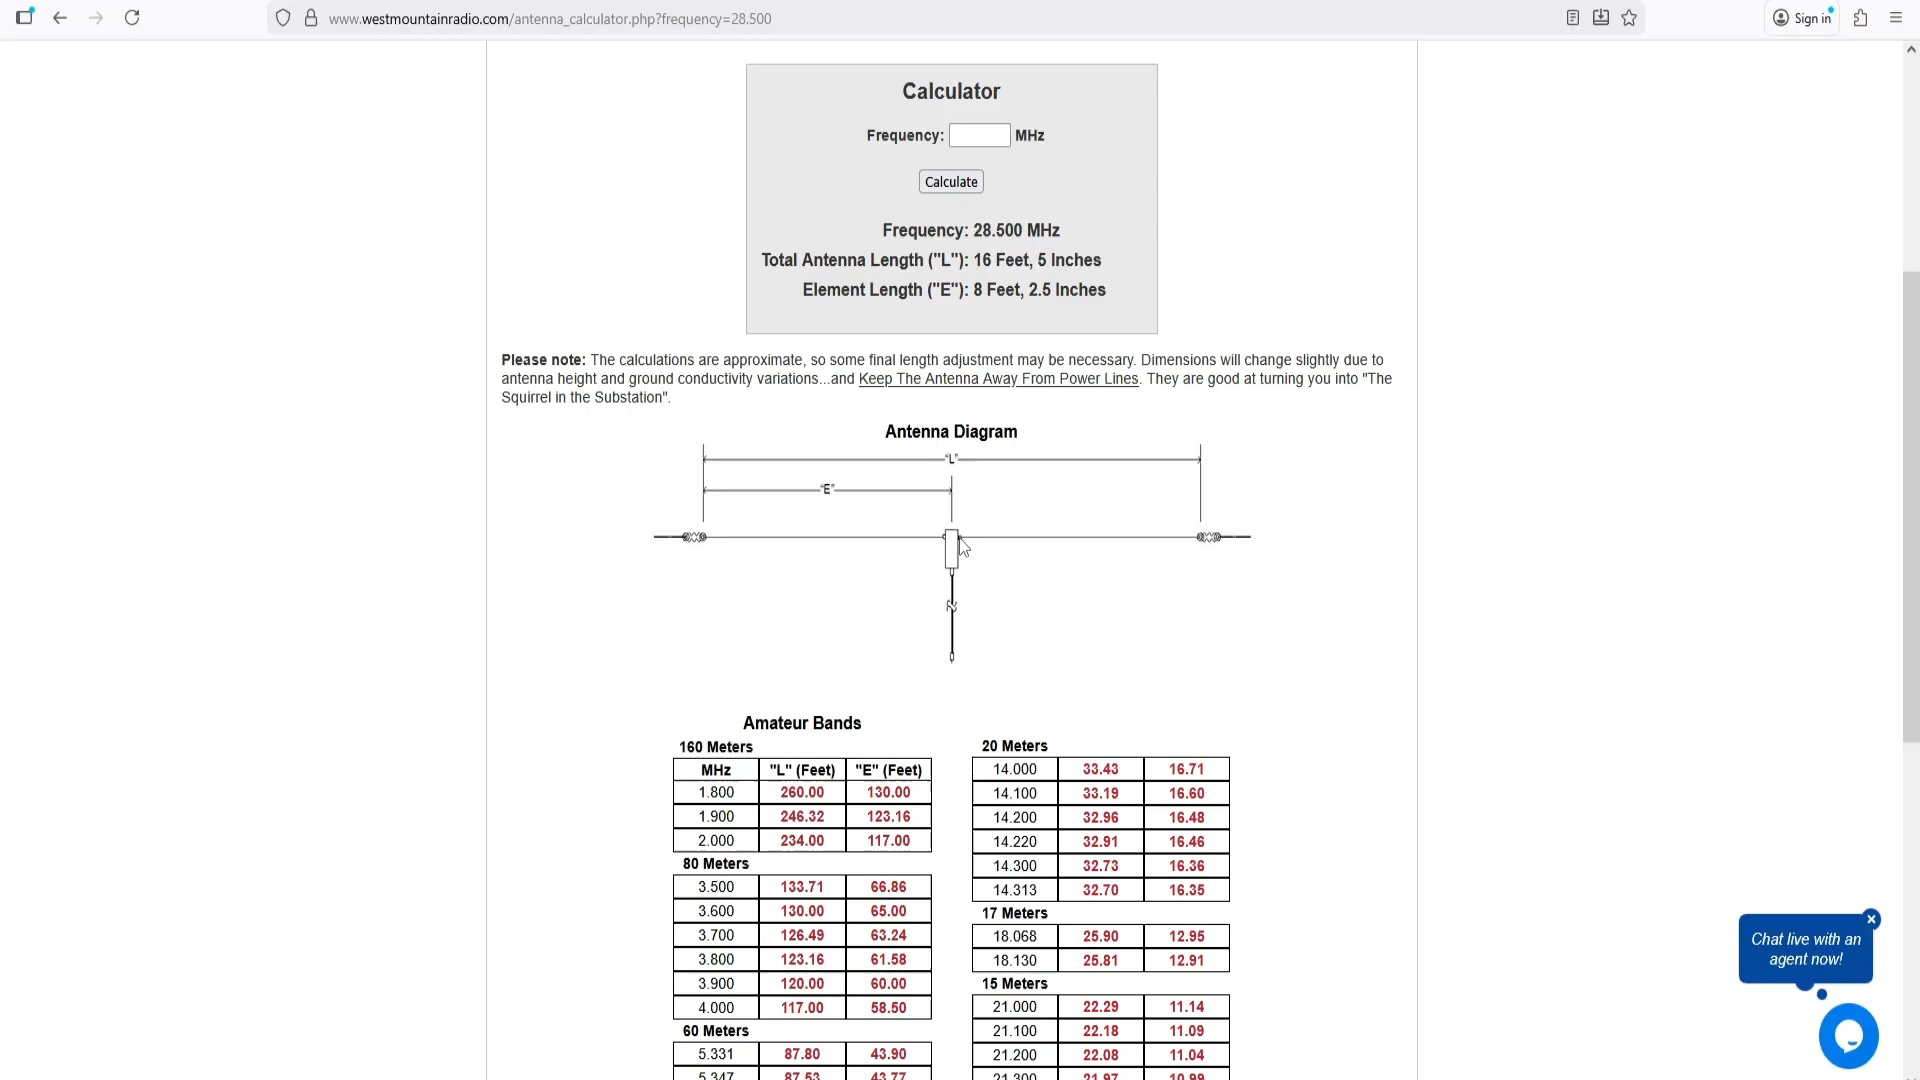 www.westmountainradio.com/antenna_calculator.php?frequency=28.500
Sign in
Calculator
Frequency: MHz
Calculate
Frequency: 28.500 MHz
Total Antenna Length ("L"): 16 Feet, 5 Inches
Element Length ("E"): 8 Feet, 2.5 Inches
Please note: The calculations are approximate, so some final length adjustment may be necessary. Dimensions will change slightly due to
antenna height and ground conductivity variations...and Keep The Antenna Away From Power Lines. They are good at turning you into "The
Squirrel in the Substation".
Antenna Diagram
"L"
"E"
Amateur Bands
160 Meters
MHz "L" (Feet) "E" (Feet)
1.800 260.00 130.00
1.900 246.32 123.16
2.000 234.00 117.00
80 Meters
3.500 133.71 66.86
3.600 130.00 65.00
3.700 126.49 63.24
3.800 123.16 61.58
3.900 120.00 60.00
4.000 117.00 58.50
60 Meters
5.331 87.80 43.90
5.347 87.53 43.77
20 Meters
14.000 33.43 16.71
14.100 33.19 16.60
14.200 32.96 16.48
14.220 32.91 16.46
14.300 32.73 16.36
14.313 32.70 16.35
17 Meters
18.068 25.90 12.95
18.130 25.81 12.91
15 Meters
21.000 22.29 11.14
21.100 22.18 11.09
21.200 22.08 11.04
21.300 21.97 10.99
Chat live with an
agent now!